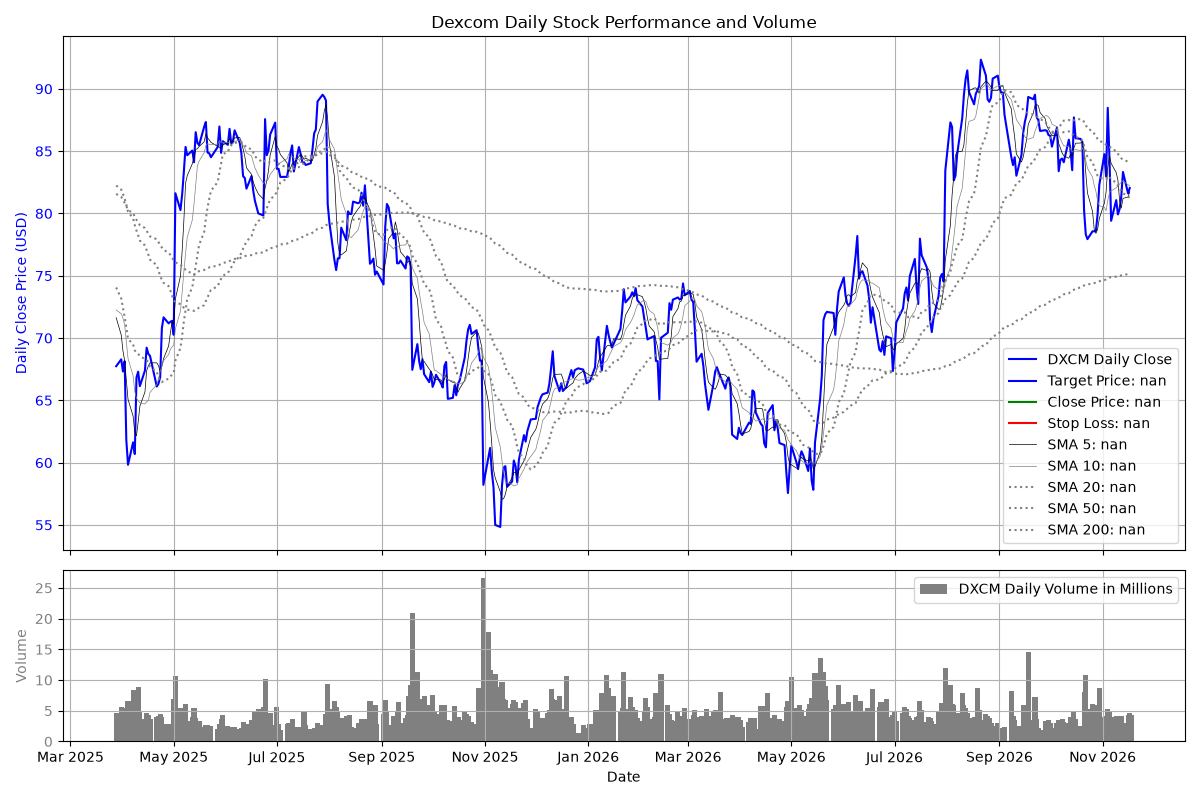 Dexcom Daily Stock Performance and Volume
Daily Close Price (USD)
90
85
80
75
70
65
60
55
DXCM Daily Close
Target Price: nan
Close Price: nan
Stop Loss: nan
SMA 5: nan
SMA 10: nan
SMA 20: nan
SMA 50: nan
SMA 200: nan
Volume
25
20
15
10
5
0
DXCM Daily Volume in Millions
Mar 2025 May 2025 Jul 2025 Sep 2025 Nov 2025 Jan 2026 Mar 2026 May 2026 Jul 2026 Sep 2026 Nov 2026
Date